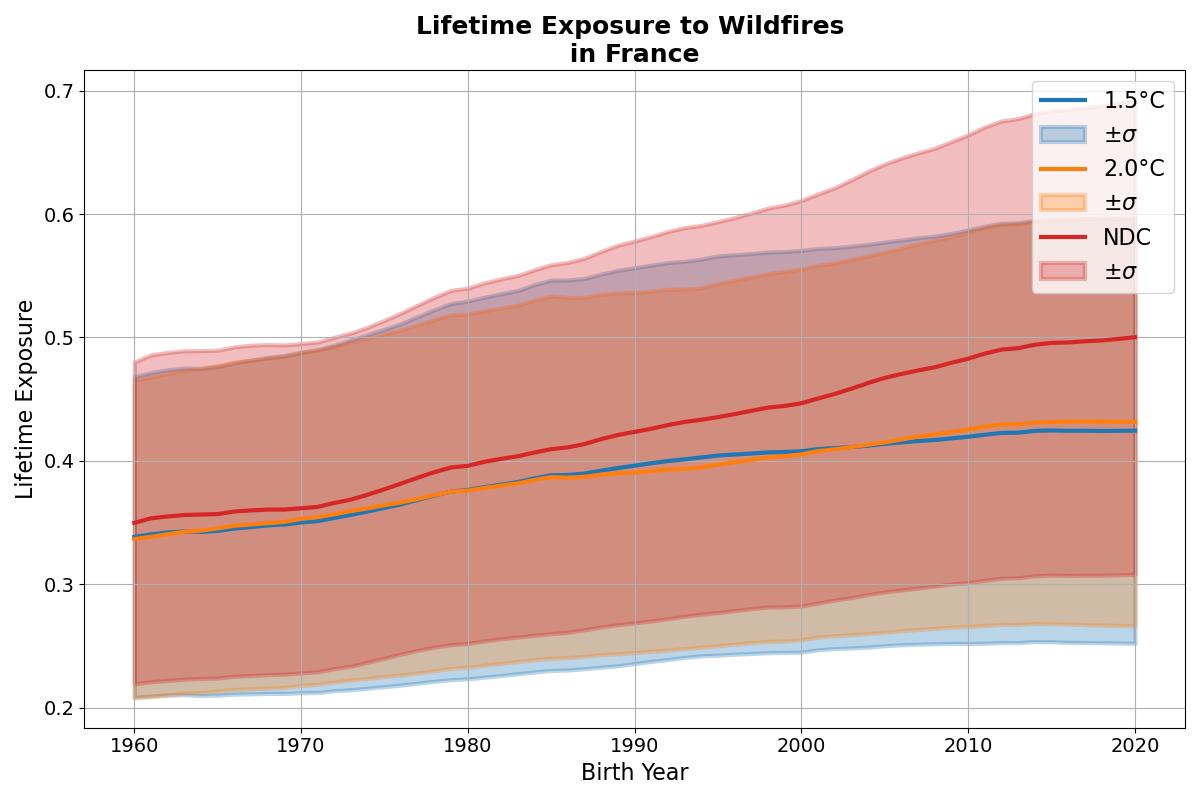 Lifetime Exposure to Wildfires
in France
Lifetime Exposure
0.7
0.6
0.5
0.4
0.3
0.2
1.5°C
±σ
2.0°C
±σ
NDC
±σ
1960 1970 1980 1990 2000 2010 2020
Birth Year